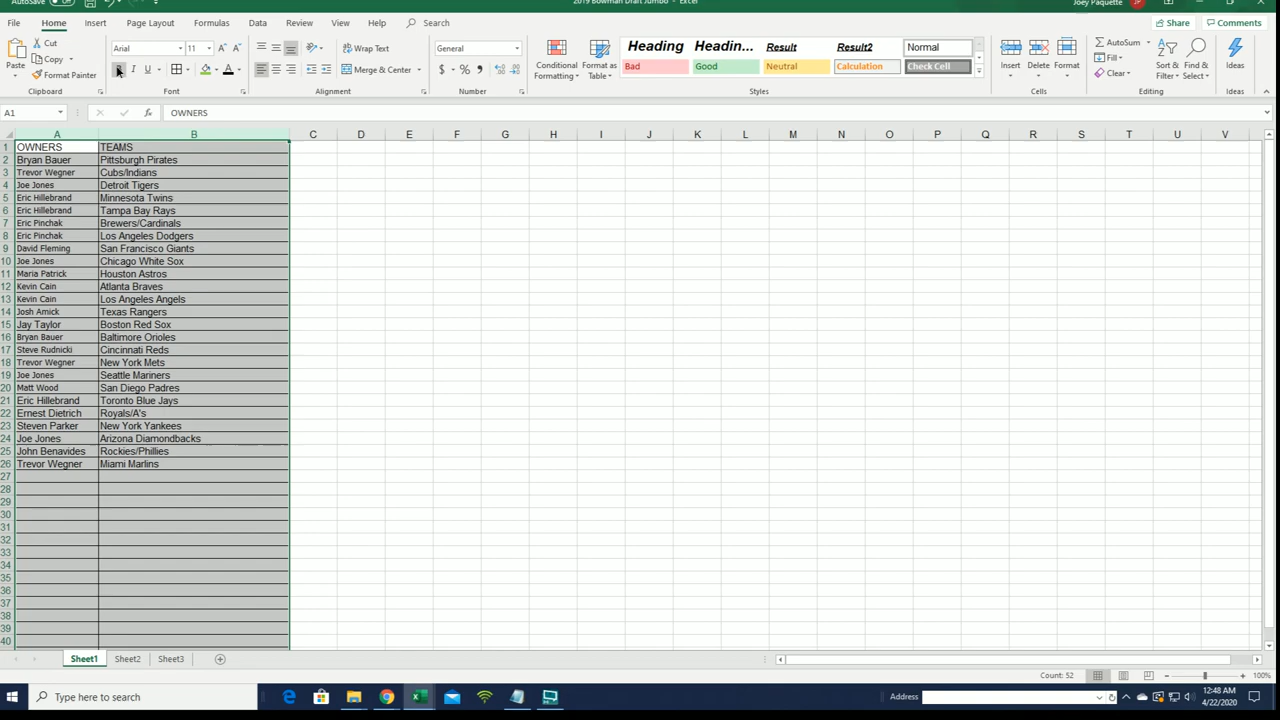 AutoSave Off 2019 Bowman Draft Jumbo - Excel Joey Paquette JP
File Home Insert Page Layout Formulas Data Review View Help Search Share Comments
Paste Cut Copy Format Painter Clipboard
Arial 11 B I U A Font
Wrap Text Merge & Center Alignment
General $ % , Number
Conditional Formatting Format as Table
Heading Headin... Result Result2 Normal
Bad Good Neutral Calculation Check Cell
Styles
Insert Delete Format Cells
AutoSum Fill Clear Sort & Filter Find & Select Editing
Ideas Ideas
A1 fx OWNERS
A B C D E F G H I J K L M N O P Q R S T U V
1 OWNERS TEAMS
2 Bryan Bauer Pittsburgh Pirates
3 Trevor Wegner Cubs/Indians
4 Joe Jones Detroit Tigers
5 Eric Hillebrand Minnesota Twins
6 Eric Hillebrand Tampa Bay Rays
7 Eric Pinchak Brewers/Cardinals
8 Eric Pinchak Los Angeles Dodgers
9 David Fleming San Francisco Giants
10 Joe Jones Chicago White Sox
11 Maria Patrick Houston Astros
12 Kevin Cain Atlanta Braves
13 Kevin Cain Los Angeles Angels
14 Josh Amick Texas Rangers
15 Jay Taylor Boston Red Sox
16 Bryan Bauer Baltimore Orioles
17 Steve Rudnicki Cincinnati Reds
18 Trevor Wegner New York Mets
19 Joe Jones Seattle Mariners
20 Matt Wood San Diego Padres
21 Eric Hillebrand Toronto Blue Jays
22 Ernest Dietrich Royals/A's
23 Steven Parker New York Yankees
24 Joe Jones Arizona Diamondbacks
25 John Benavides Rockies/Phillies
26 Trevor Wegner Miami Marlins
27
28
29
30
31
32
33
34
35
36
37
38
39
40
Sheet1 Sheet2 Sheet3
Count: 52 100%
Type here to search Address 12:48 AM
4/22/2020